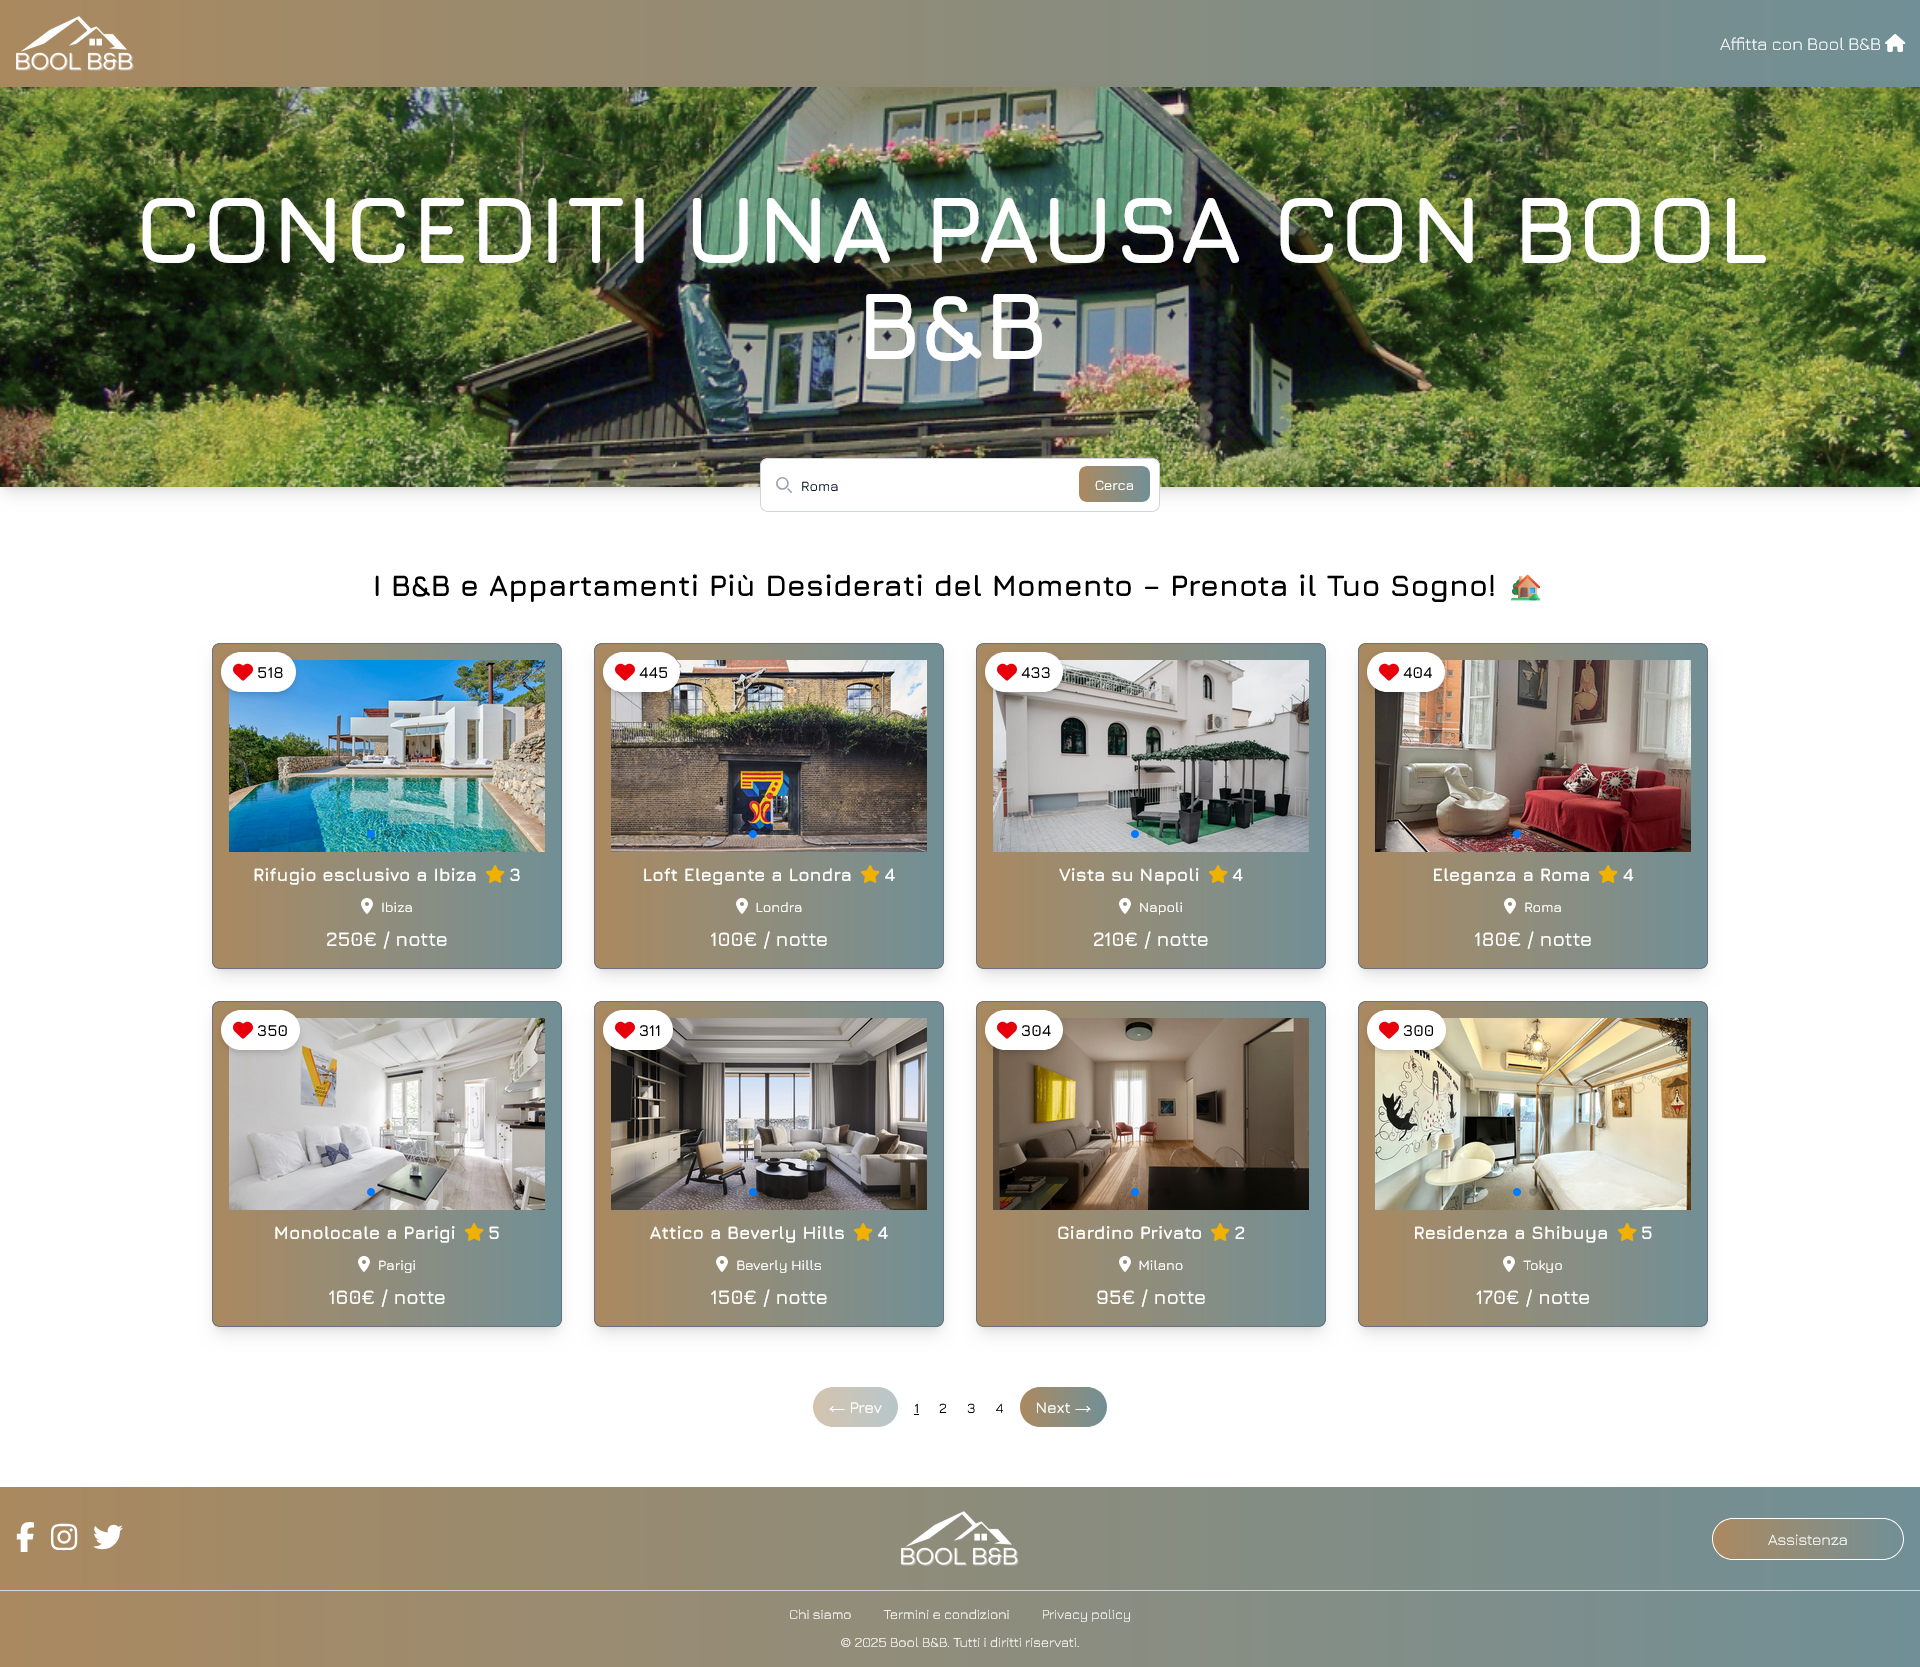 BOOL B&B
Affitta con Bool B&B
CONCEDITI UNA PAUSA CON BOOL
B&B
Roma
Cerca
I B&B e Appartamenti Più Desiderati del Momento – Prenota il Tuo Sogno!
518
445
433
404
Rifugio esclusivo a Ibiza 3
Ibiza
250€ / notte
Loft Elegante a Londra 4
Londra
100€ / notte
Vista su Napoli 4
Napoli
210€ / notte
Eleganza a Roma 4
Roma
180€ / notte
350
311
304
300
Monolocale a Parigi 5
Parigi
160€ / notte
Attico a Beverly Hills 4
Beverly Hills
150€ / notte
Giardino Privato 2
Milano
95€ / notte
Residenza a Shibuya 5
Tokyo
170€ / notte
← Prev 1 2 3 4 Next →
BOOL B&B
Assistenza
Chi siamo Termini e condizioni Privacy policy
© 2025 Bool B&B. Tutti i diritti riservati.